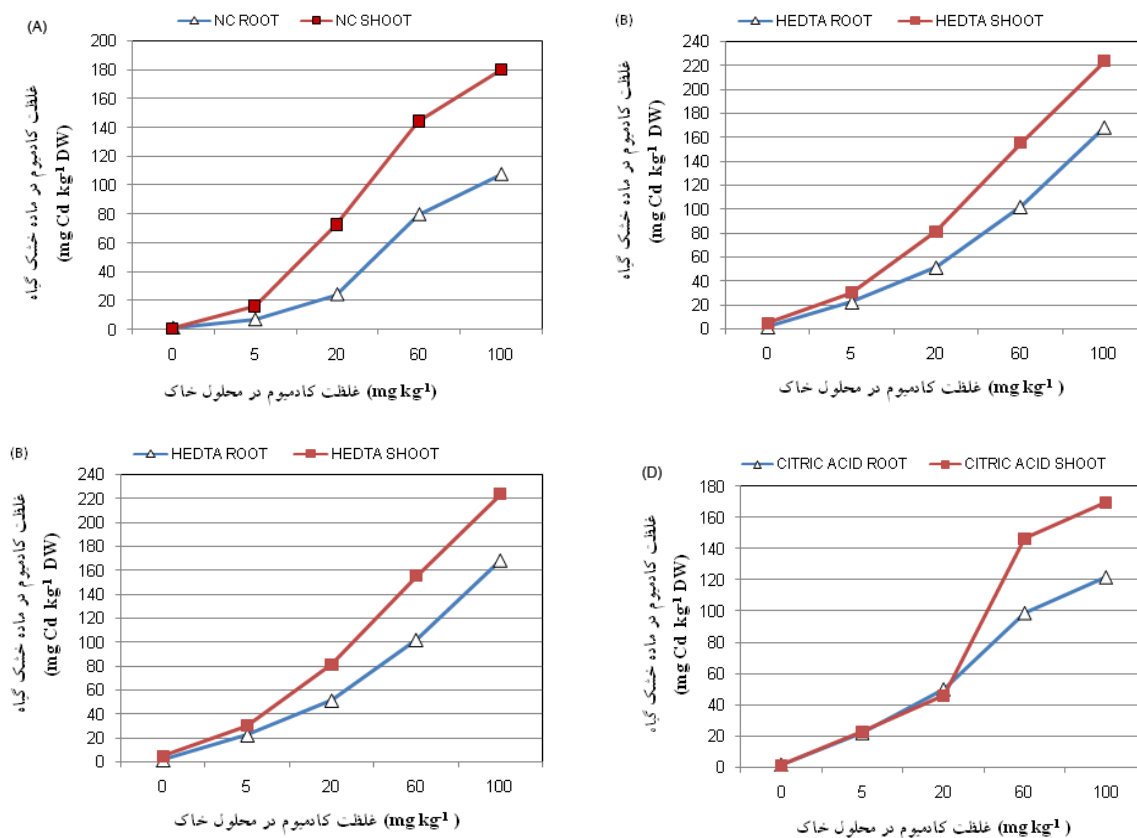 (A)
NC ROOT NC SHOOT
غلظت کادمیوم در ماده خشک گیاه
(mg Cd kg⁻¹ DW)
200
180
160
140
120
100
80
60
40
20
0
0 5 20 60 100
غلظت کادمیوم در محلول خاک (mg kg⁻¹)
(B)
HEDTA ROOT HEDTA SHOOT
غلظت کادمیوم در ماده خشک گیاه
(mg Cd kg⁻¹ DW)
240
220
200
180
160
140
120
100
80
60
40
20
0
0 5 20 60 100
غلظت کادمیوم در محلول خاک (mg kg⁻¹ )
(B)
HEDTA ROOT HEDTA SHOOT
غلظت کادمیوم در ماده خشک گیاه
(mg Cd kg⁻¹ DW)
240
220
200
180
160
140
120
100
80
60
40
20
0
0 5 20 60 100
غلظت کادمیوم در محلول خاک (mg kg⁻¹ )
(D)
CITRIC ACID ROOT CITRIC ACID SHOOT
غلظت کادمیوم در ماده خشک گیاه
(mg Cd kg⁻¹ DW)
180
160
140
120
100
80
60
40
20
0
0 5 20 60 100
غلظت کادمیوم در محلول خاک (mg kg⁻¹ )